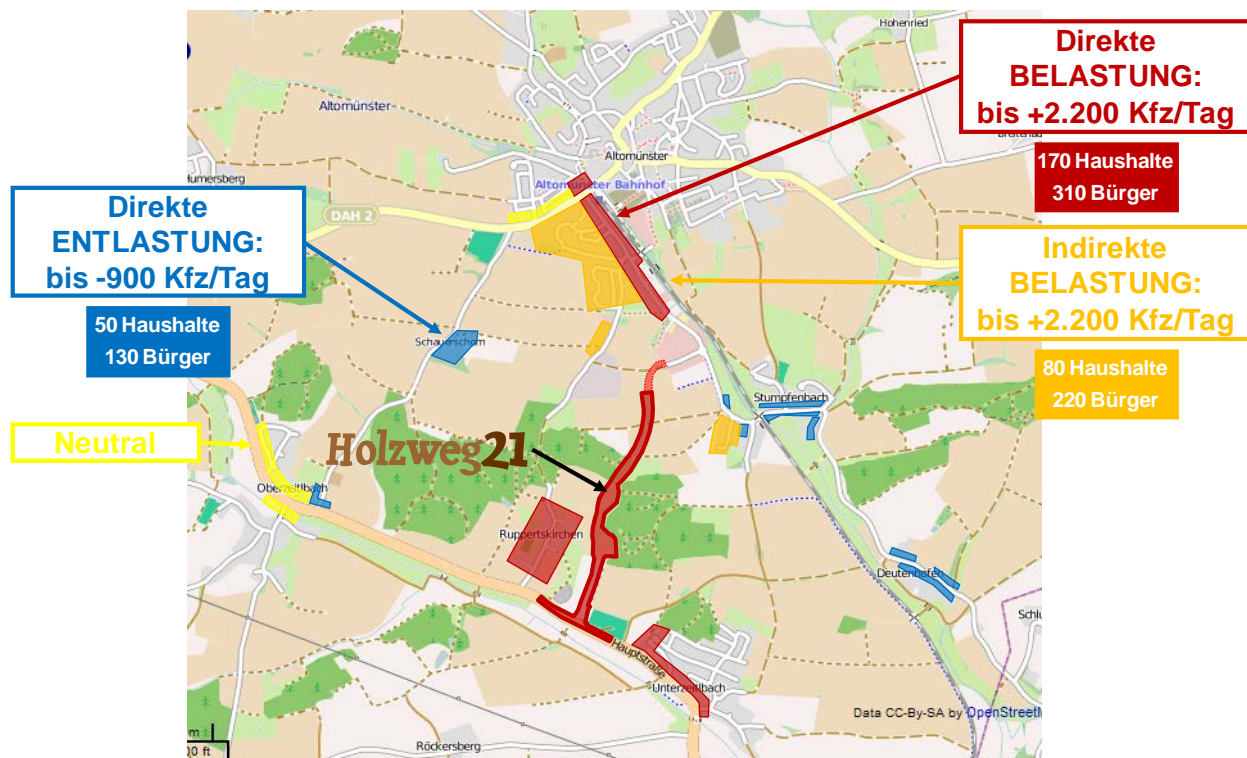 Hohenried
Direkte
BELASTUNG:
bis +2.200 Kfz/Tag
170 Haushalte
310 Bürger
Altomünster
Altomünster
Altomünster Bahnhof
DAH 2
Direkte
ENTLASTUNG:
bis -900 Kfz/Tag
50 Haushalte
130 Bürger
Indirekte
BELASTUNG:
bis +2.200 Kfz/Tag
80 Haushalte
220 Bürger
Schauerschorn
Stumpfenbach
Neutral
Holzweg21
Oberzeitlbach
Ruppertskirchen
Deutenhofen
Hauptstraße
Unterzeitlbach
Data CC-By-SA by OpenStreetM
Röckersberg
00 ft